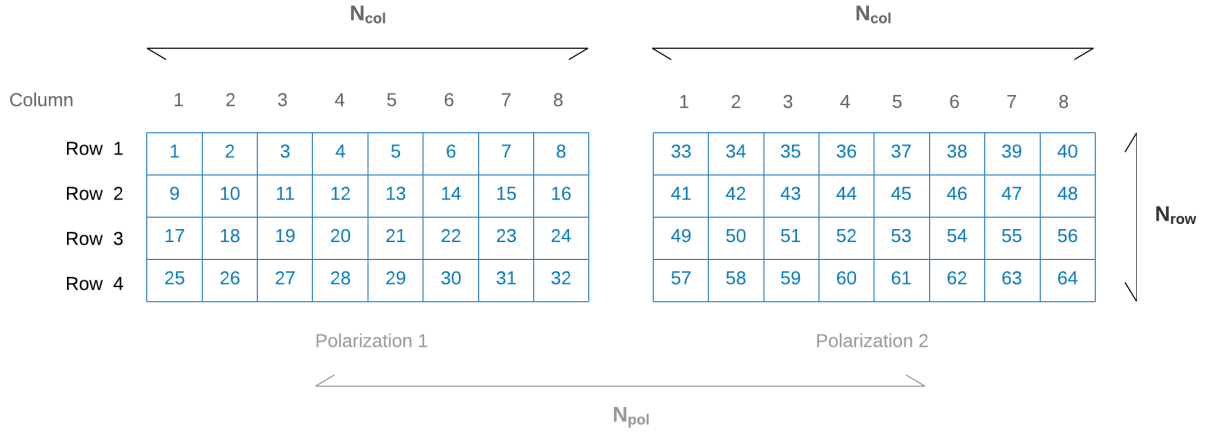 N_col N_col
Column 1 2 3 4 5 6 7 8 1 2 3 4 5 6 7 8
Row 1 1 2 3 4 5 6 7 8 33 34 35 36 37 38 39 40
Row 2 9 10 11 12 13 14 15 16 41 42 43 44 45 46 47 48
N_row
Row 3 17 18 19 20 21 22 23 24 49 50 51 52 53 54 55 56
Row 4 25 26 27 28 29 30 31 32 57 58 59 60 61 62 63 64
Polarization 1 Polarization 2
N_pol